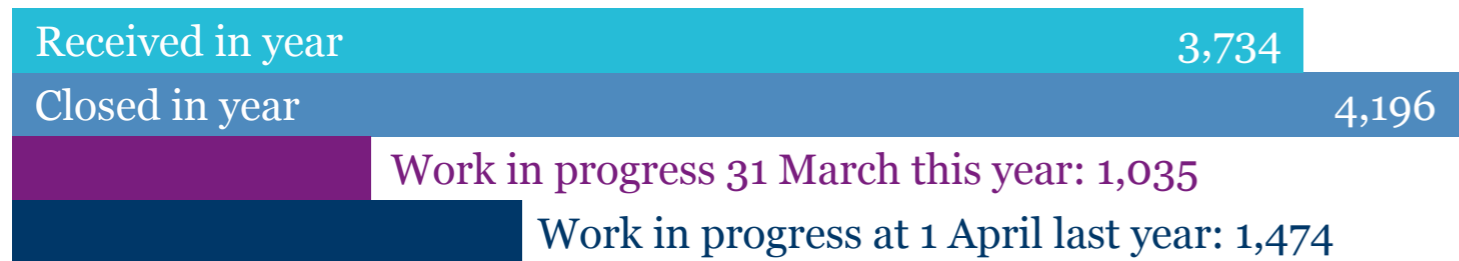 Received in year 3,734
Closed in year 4,196
Work in progress 31 March this year: 1,035
Work in progress at 1 April last year: 1,474